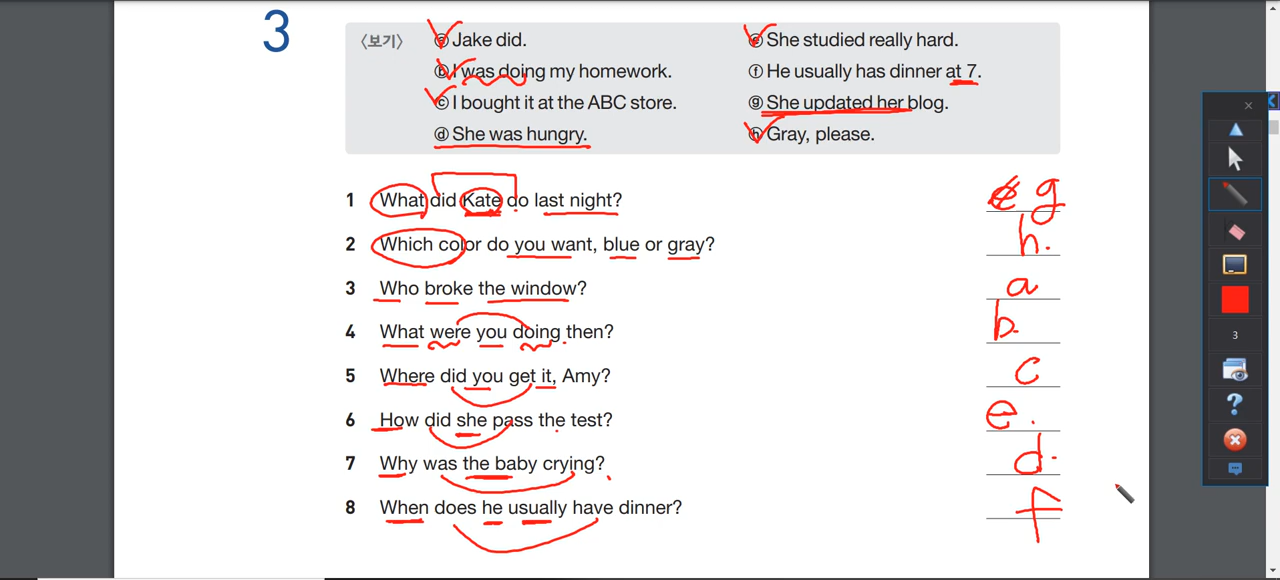 3
〈보기〉 ⓐ Jake did. ⓔ She studied really hard.
ⓑ I was doing my homework. ⓕ He usually has dinner at 7.
ⓒ I bought it at the ABC store. ⓖ She updated her blog.
ⓓ She was hungry. ⓗ Gray, please.
1 What did Kate do last night? g
2 Which color do you want, blue or gray? h.
3 Who broke the window? a
4 What were you doing then? b.
5 Where did you get it, Amy? c
6 How did she pass the test? e.
7 Why was the baby crying? d.
8 When does he usually have dinner? f
3